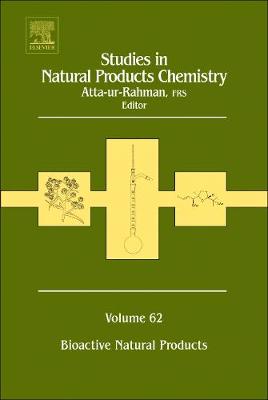 ELSEVIER
Studies in
Natural Products Chemistry
Atta-ur-Rahman, FRS
Editor
Volume 62
Bioactive Natural Products